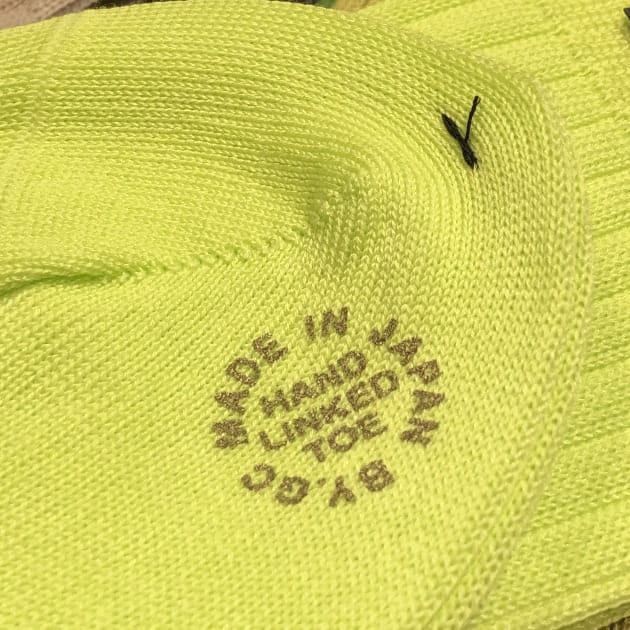 MADE IN JAPAN BY.GC
HAND
LINKED
TOE